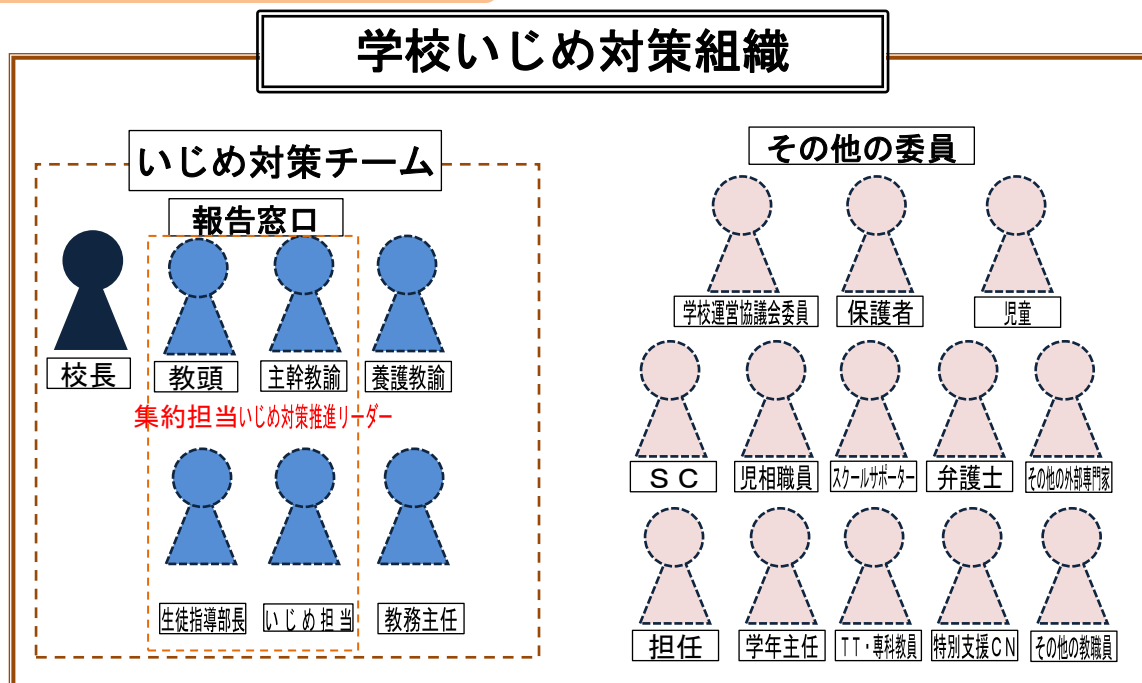 学校いじめ対策組織
いじめ対策チーム
報告窓口
校長
教頭
主幹教諭
養護教諭
集約担当いじめ対策推進リーダー
生徒指導部長
いじめ担当
教務主任
その他の委員
学校運営協議会委員
保護者
児童
ＳＣ
児相職員
スクールサポーター
弁護士
その他の外部専門家
担任
学年主任
ＴＴ・専科教員
特別支援ＣＮ
その他の教職員